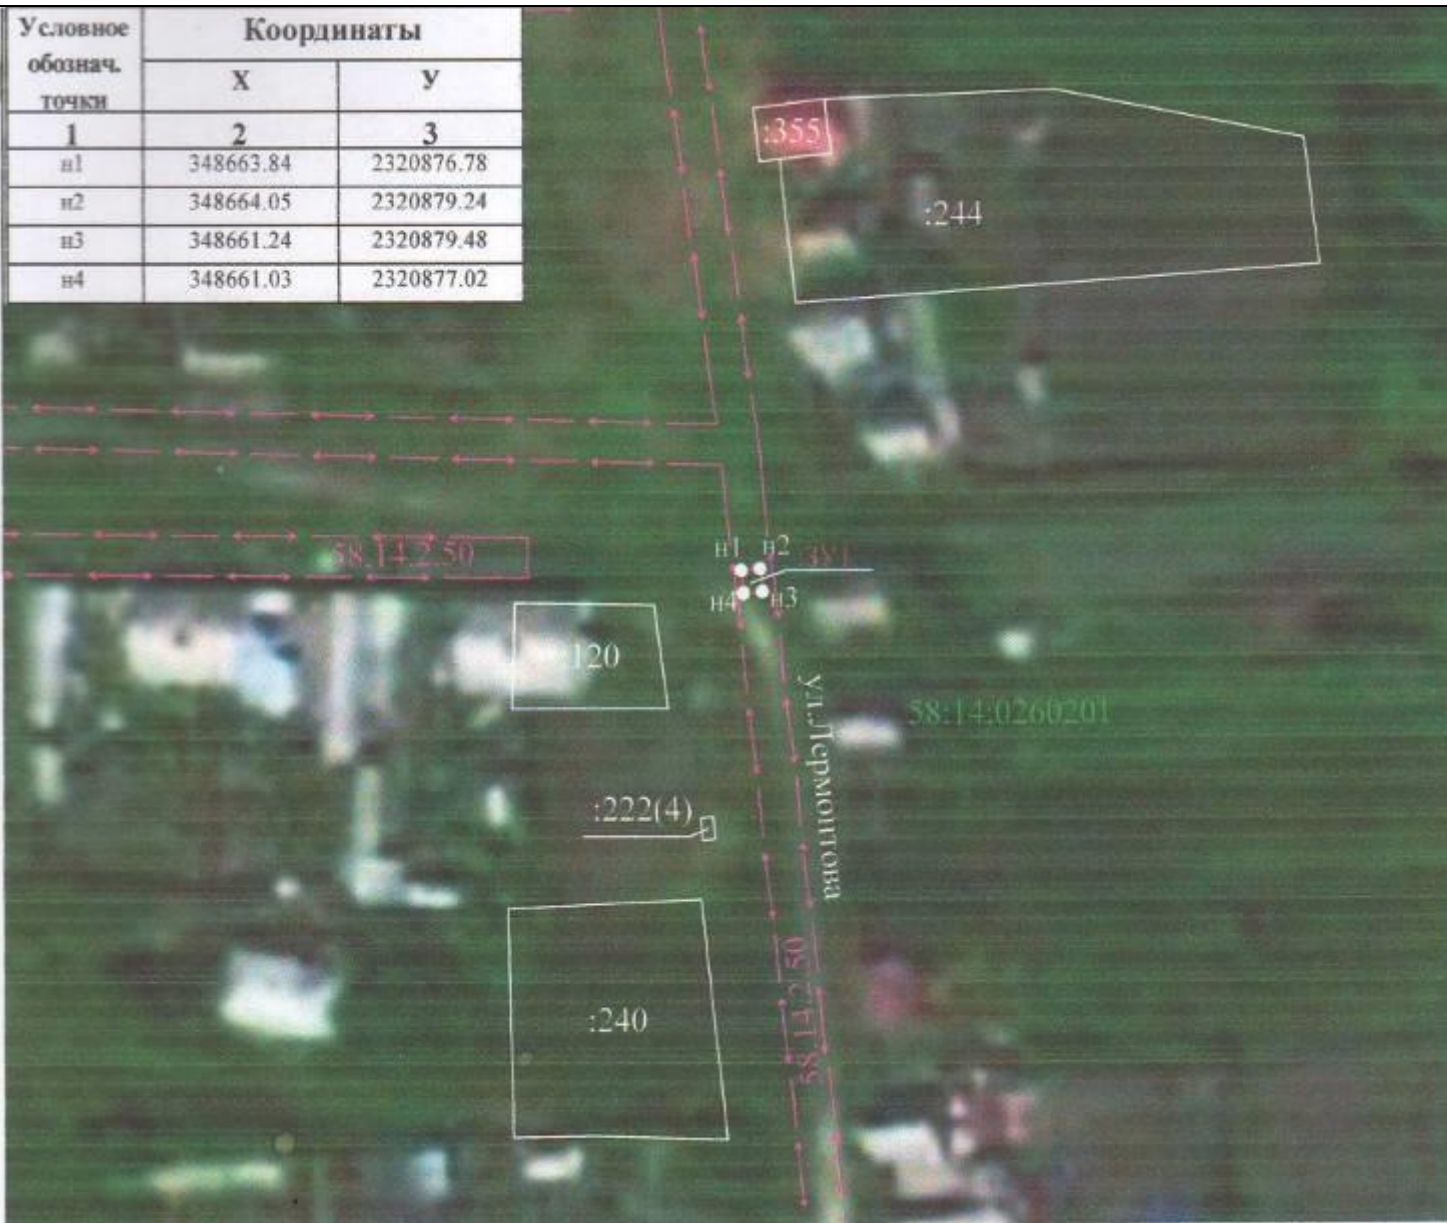 Условное обознач. точки
Координаты
Х У
1 2 3
н1 348663.84 2320876.78
н2 348664.05 2320879.24
н3 348661.24 2320879.48
н4 348661.03 2320877.02
:355
:244
58.14.2.50
н1 н2
:ЗУ1
н4 н3
:120
58:14:0260201
ул.Лермонтова
:222(4)
58.14.2.50
:240